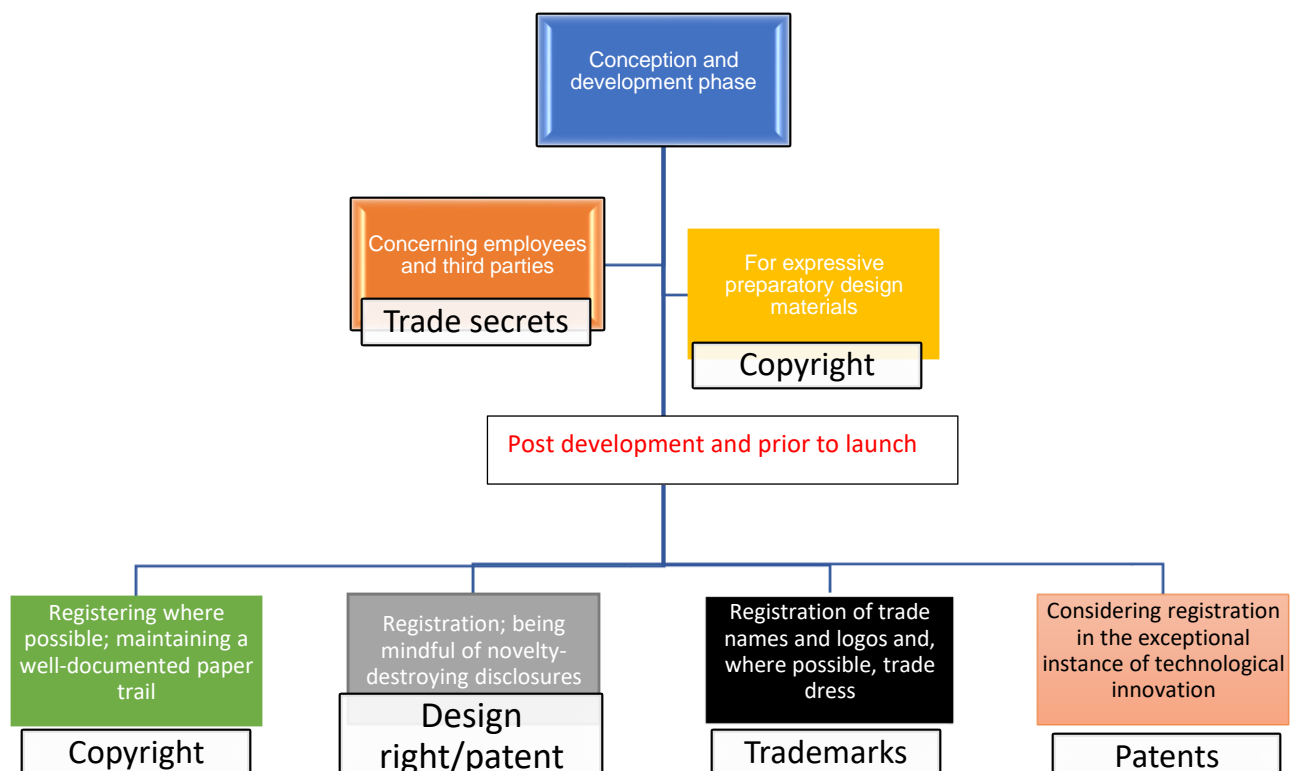 Conception and
development phase
Concerning employees
and third parties
Trade secrets
For expressive
preparatory design
materials
Copyright
Post development and prior to launch
Registering where
possible; maintaining a
well-documented paper
trail
Copyright
Registration; being
mindful of novelty-
destroying disclosures
Design
right/patent
Registration of trade
names and logos and,
where possible, trade
dress
Trademarks
Considering registration
in the exceptional
instance of technological
innovation
Patents